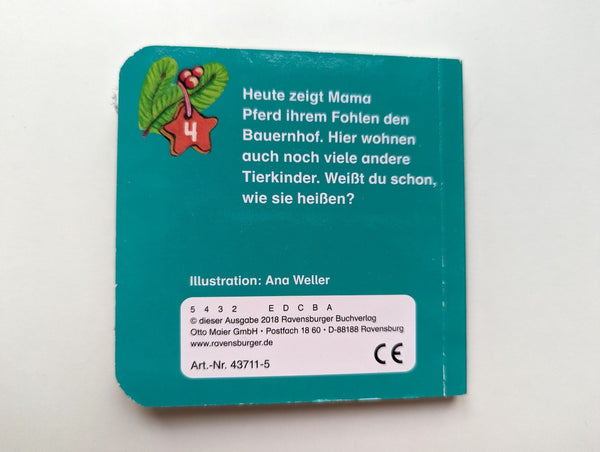 4
Heute zeigt Mama
Pferd ihrem Fohlen den
Bauernhof. Hier wohnen
auch noch viele andere
Tierkinder. Weißt du schon,
wie sie heißen?
Illustration: Ana Weller
5 4 3 2 E D C B A
© dieser Ausgabe 2018 Ravensburger Buchverlag
Otto Maier GmbH • Postfach 18 60 • D-88188 Ravensburg
www.ravensburger.de
Art.-Nr. 43711-5
CE